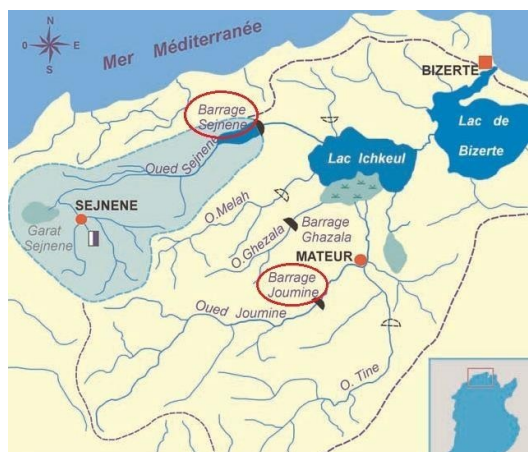 Mer Méditerranée
N
O
E
S
BIZERTE
Barrage
Sejnene
Lac de
Bizerte
Oued Sejnene
Lac Ichkeul
SEJNENE
O.Melah
Garat
Sejnene
O.Ghezala
Barrage
Ghazala
MATEUR
Barrage
Joumine
Oued
Joumine
O. Tine